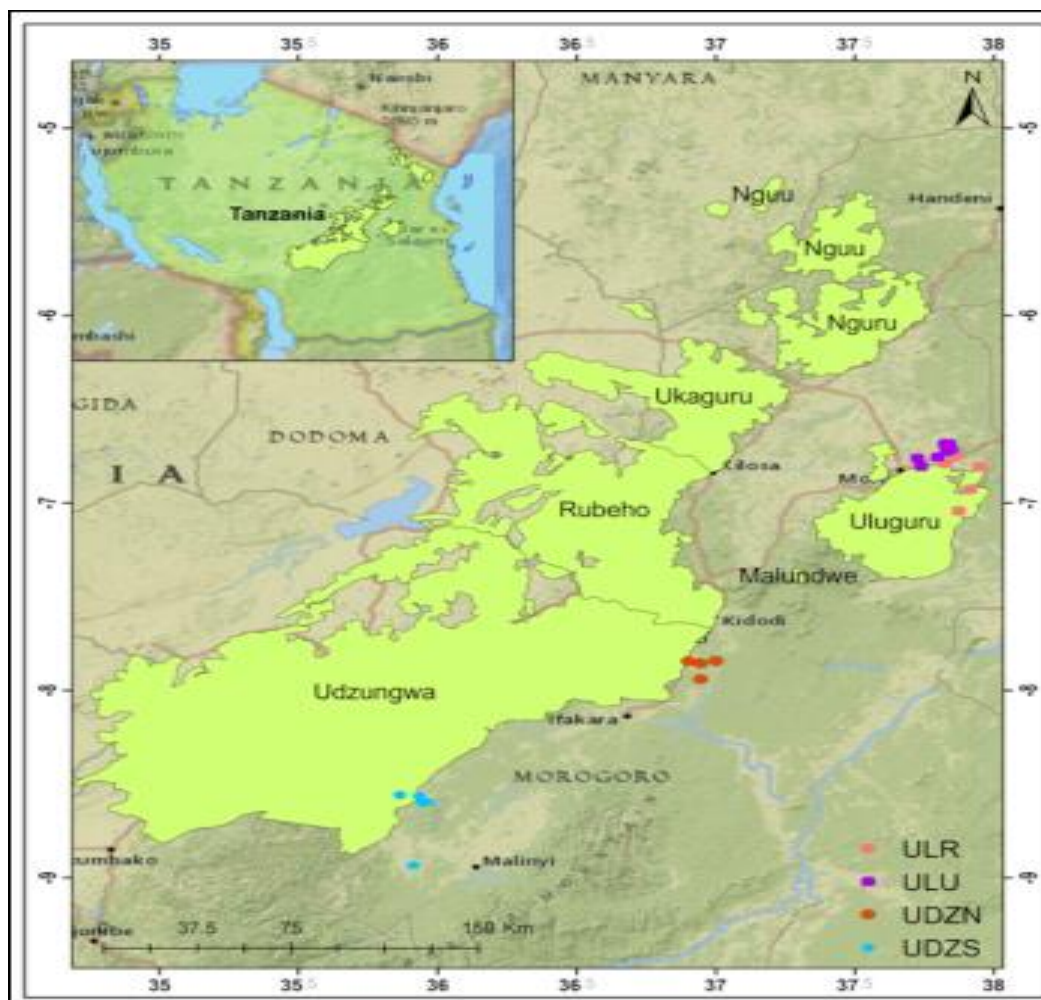 35 35.5 36 36.5 37 37.5 38
MANYARA
N
Nairobi
Kilimanjaro
TANZANIA
Tanzania
-5
-5
Nguu
Handeni
Nguu
-6
-6
Nguru
Ukaguru
GIDA
DODOMA
I A
Kilosa
-7
-7
Rubeho
Uluguru
Malundwe
Kidodi
-8
-8
Udzungwa
Ifakara
MOROGORO
Malinyi
-9
-9
37.5 75 150 Km
ULR
ULU
UDZN
UDZS
35 35.5 36 36.5 37 37.5 38